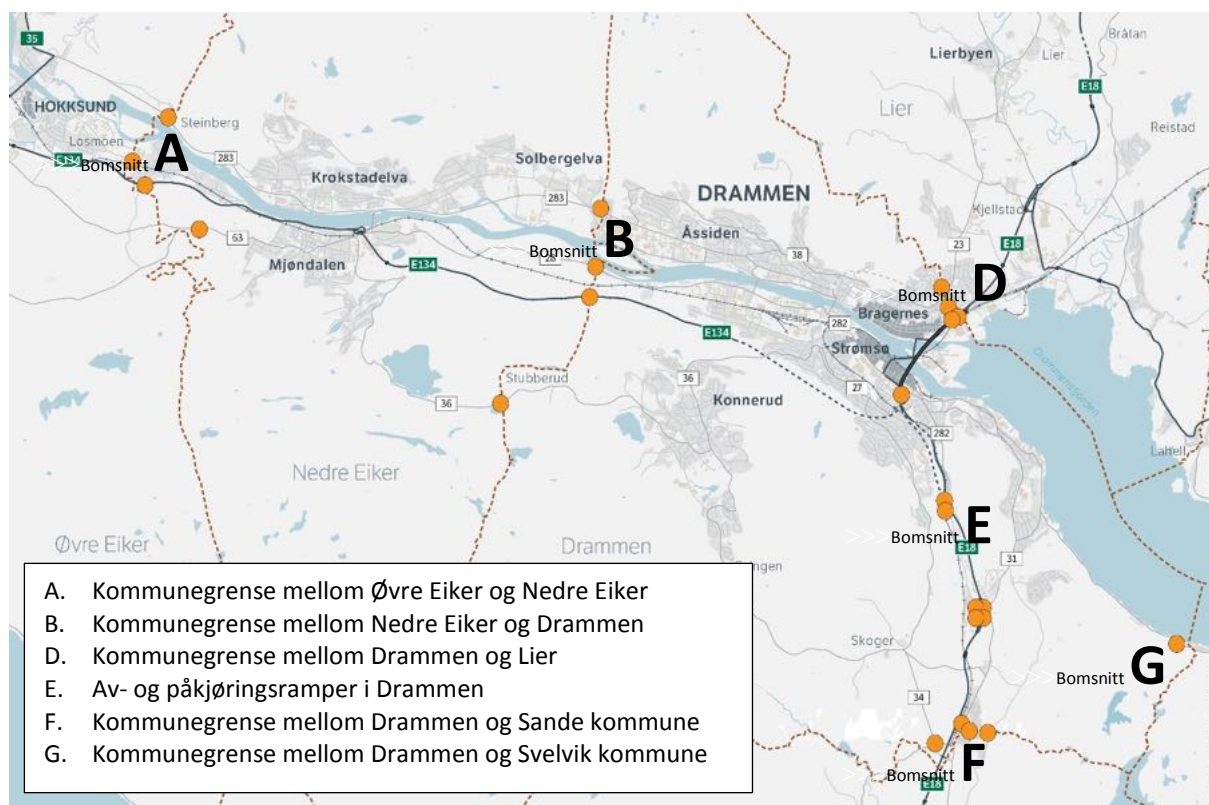 35
Lierbyen
Lier
Bråtan
E18
HOKKSUND
Steinberg
Lier
Reistad
Losmoen
E134
Bomsnitt A
283
Solbergelva
Krokstadelva
283
DRAMMEN
Kjellstad
Åssiden
23
E18
Bomsnitt B
28
38
63
Mjøndalen
E134
Bomsnitt D
Bragernes
282
E134
Strømsø
Drammensfjorden
Stubberud
36
36
27
Konnerud
282
Lahell
Nedre Eiker
Bomsnitt E
E18
Øvre Eiker
Drammen
31
Skoger
Bomsnitt G
34
Bomsnitt F
E18
A. Kommunegrense mellom Øvre Eiker og Nedre Eiker
B. Kommunegrense mellom Nedre Eiker og Drammen
D. Kommunegrense mellom Drammen og Lier
E. Av- og påkjøringsramper i Drammen
F. Kommunegrense mellom Drammen og Sande kommune
G. Kommunegrense mellom Drammen og Svelvik kommune